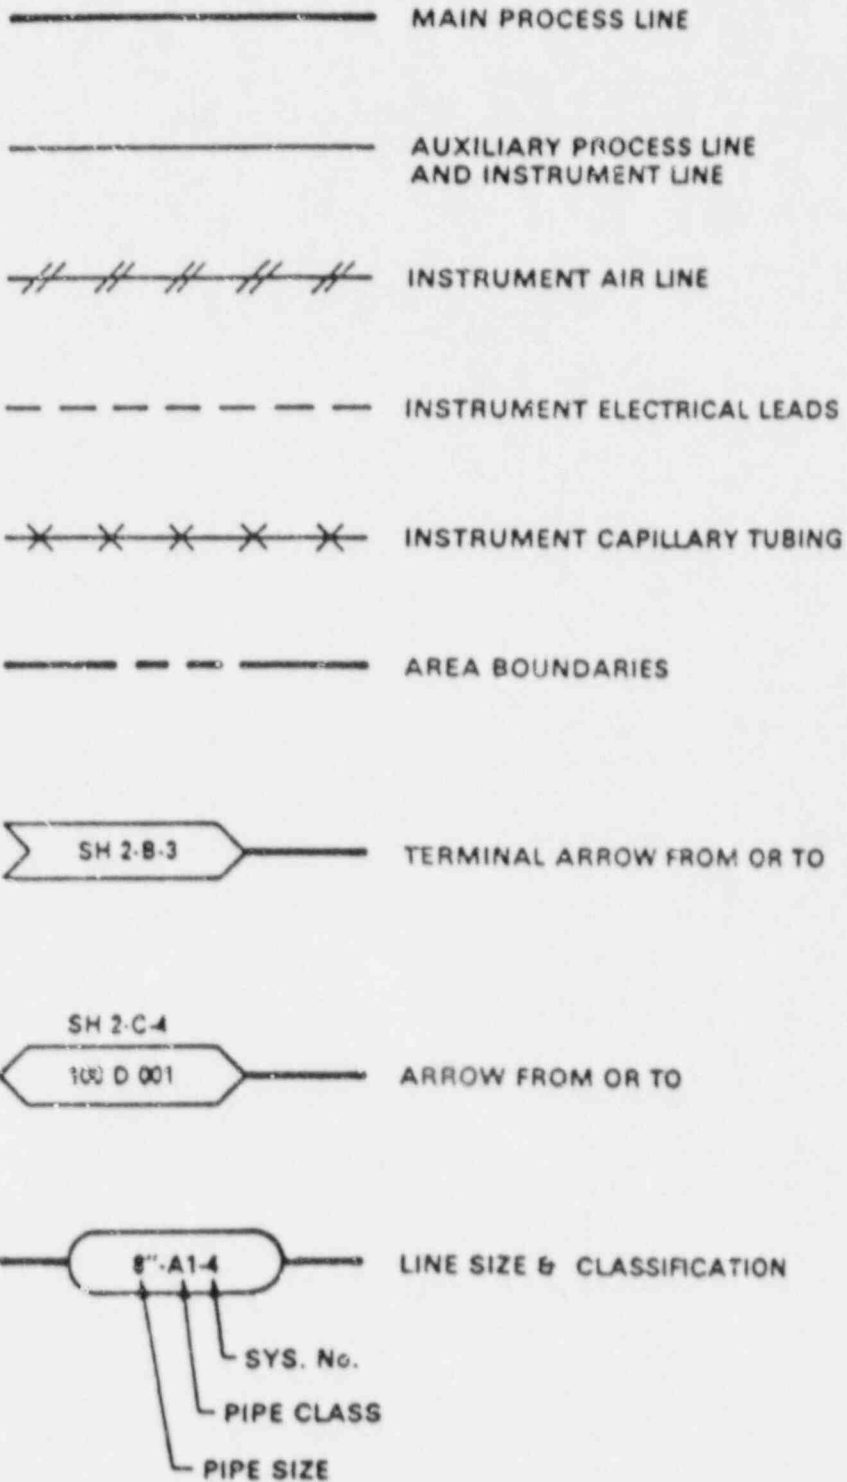 MAIN PROCESS LINE
AUXILIARY PROCESS LINE
AND INSTRUMENT LINE
INSTRUMENT AIR LINE
INSTRUMENT ELECTRICAL LEADS
INSTRUMENT CAPILLARY TUBING
AREA BOUNDARIES
SH 2-B-3
TERMINAL ARROW FROM OR TO
SH 2-C-4
100 D 001
ARROW FROM OR TO
8"-A1-4
LINE SIZE & CLASSIFICATION
SYS. No.
PIPE CLASS
PIPE SIZE